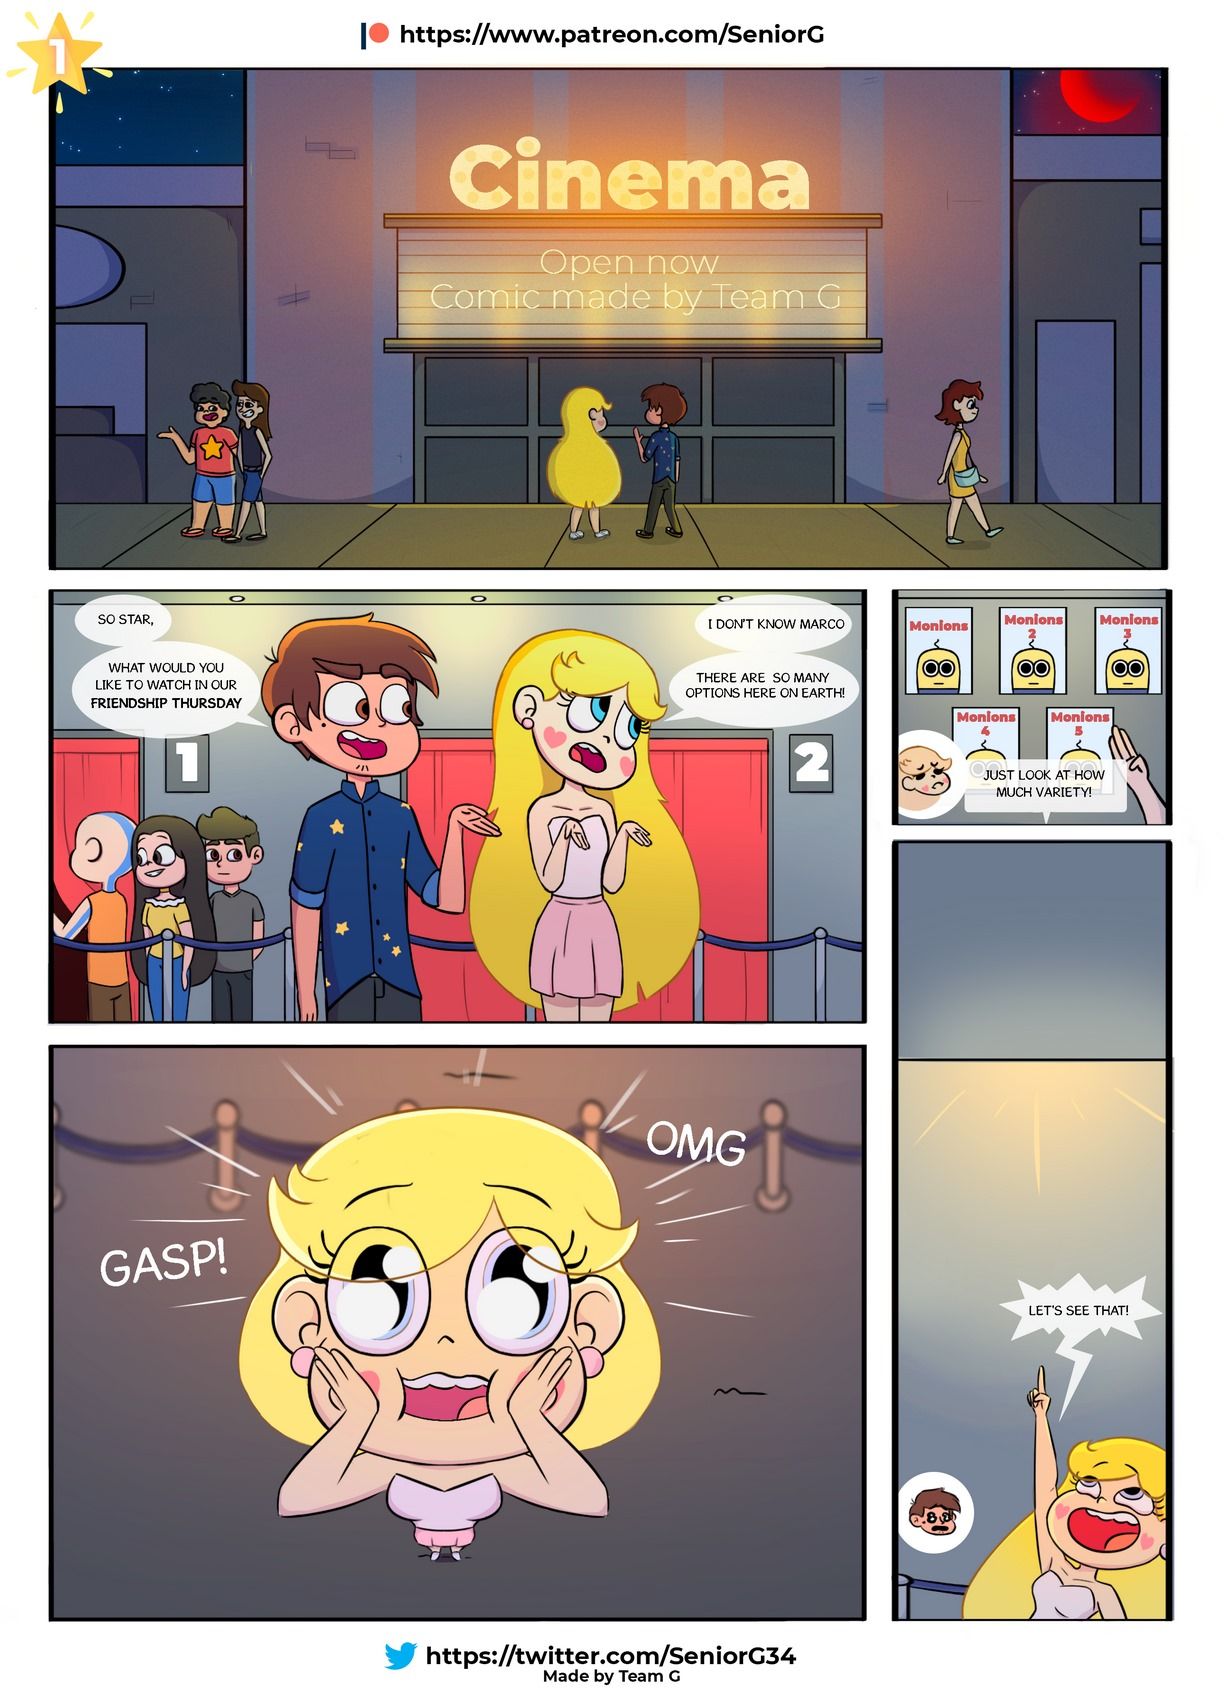 1
https://www.patreon.com/SeniorG
Cinema
Open now
Comic made by Team G
SO STAR,
WHAT WOULD YOU
LIKE TO WATCH IN OUR
FRIENDSHIP THURSDAY
I DON'T KNOW MARCO
THERE ARE SO MANY
OPTIONS HERE ON EARTH!
1
2
Monions
Monions
2
Monions
3
Monions
4
Monions
5
JUST LOOK AT HOW
MUCH VARIETY!
GASP!
OMG
LET'S SEE THAT!
https://twitter.com/SeniorG34
Made by Team G